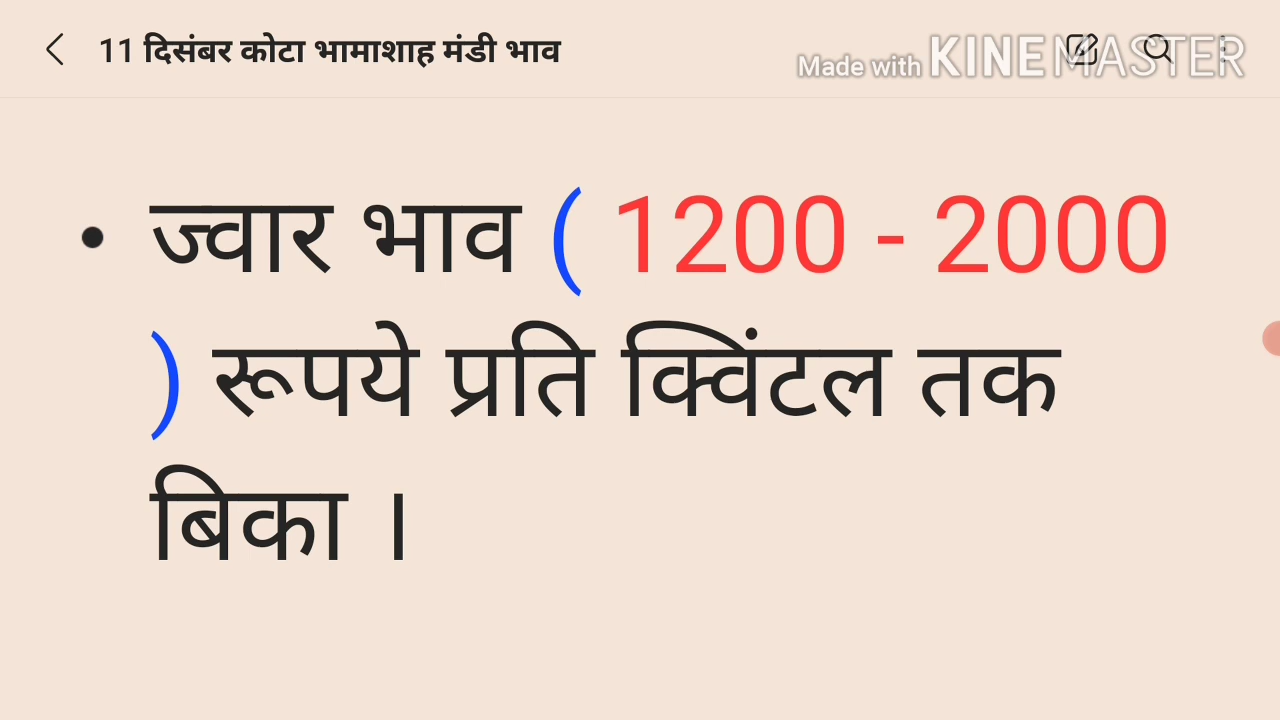 11 दिसंबर कोटा भामाशाह मंडी भाव
Made with KINEMASTER
• ज्वार भाव ( 1200 - 2000
) रूपये प्रति क्विंटल तक
बिका ।